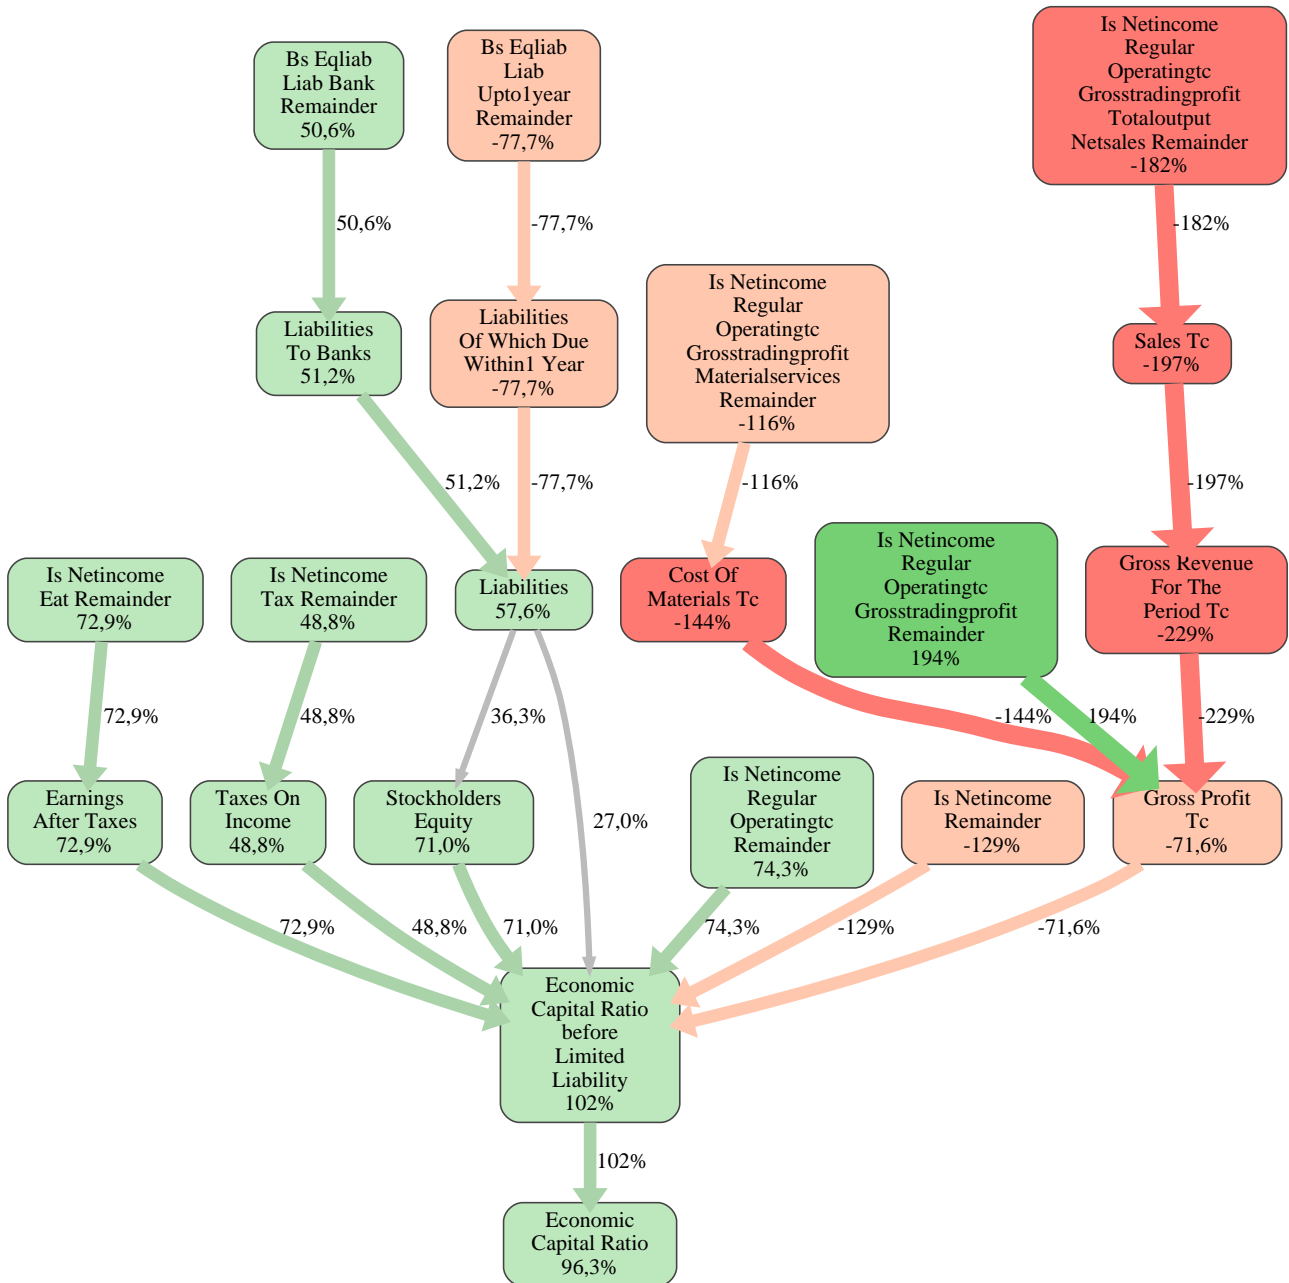 Bs Eqliab
Liab Bank
Remainder
50,6%
Bs Eqliab
Liab
Upto1year
Remainder
-77,7%
Is Netincome
Regular
Operatingtc
Grosstradingprofit
Totaloutput
Netsales Remainder
-182%
50,6%
-77,7%
-182%
Liabilities
To Banks
51,2%
Liabilities
Of Which Due
Within1 Year
-77,7%
Is Netincome
Regular
Operatingtc
Grosstradingprofit
Materialservices
Remainder
-116%
Sales Tc
-197%
51,2%
-77,7%
-116%
-197%
Is Netincome
Eat Remainder
72,9%
Is Netincome
Tax Remainder
48,8%
Liabilities
57,6%
Cost Of
Materials Tc
-144%
Is Netincome
Regular
Operatingtc
Grosstradingprofit
Remainder
194%
Gross Revenue
For The
Period Tc
-229%
72,9%
48,8%
36,3%
27,0%
-144%
194%
-229%
Earnings
After Taxes
72,9%
Taxes On
Income
48,8%
Stockholders
Equity
71,0%
Is Netincome
Regular
Operatingtc
Remainder
74,3%
Is Netincome
Remainder
-129%
Gross Profit
Tc
-71,6%
72,9%
48,8%
71,0%
74,3%
-129%
-71,6%
Economic
Capital Ratio
before
Limited
Liability
102%
102%
Economic
Capital Ratio
96,3%